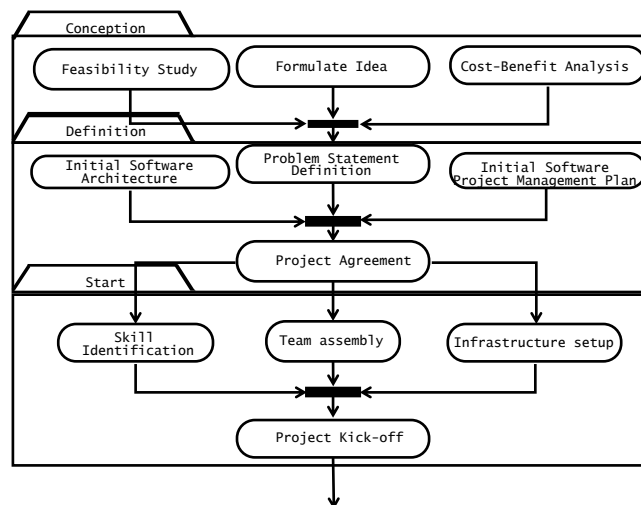 Conception
Feasibility Study
Formulate Idea
Cost-Benefit Analysis
Definition
Initial Software
Architecture
Problem Statement
Definition
Initial Software
Project Management Plan
Project Agreement
Start
Skill
Identification
Team assembly
Infrastructure setup
Project Kick-off